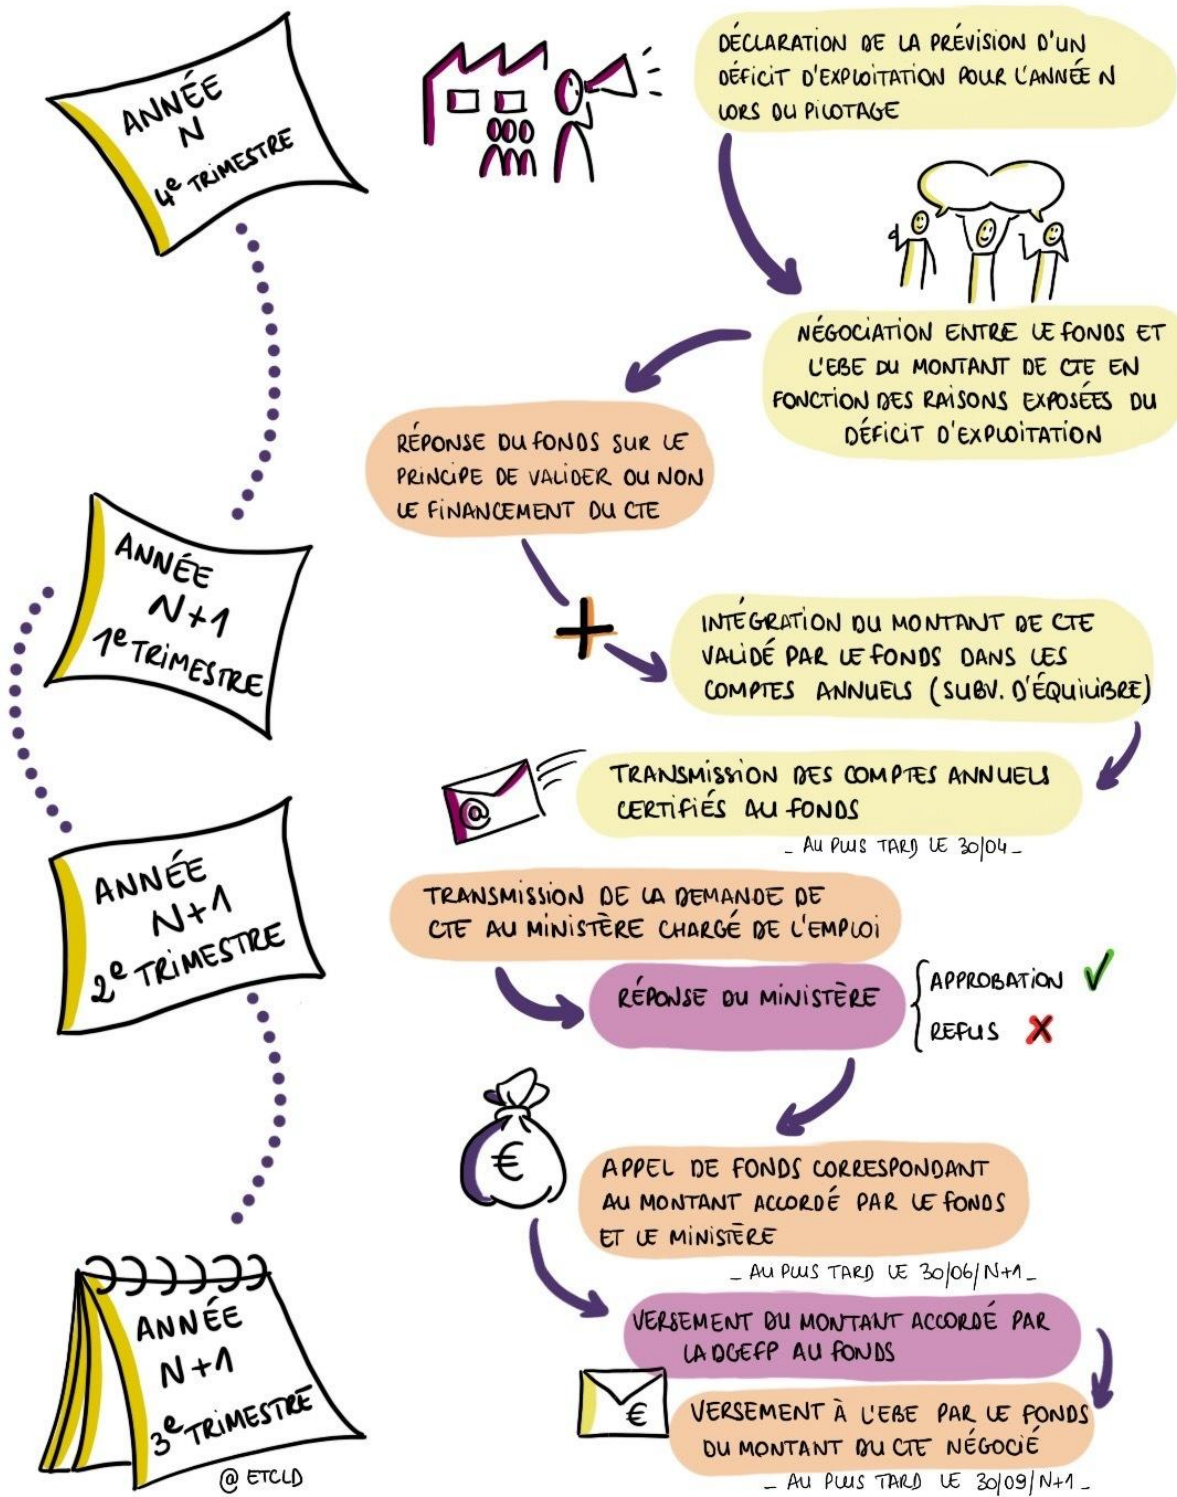 ANNÉE
N
4e TRIMESTRE
DÉCLARATION DE LA PRÉVISION D'UN
DÉFICIT D'EXPLOITATION POUR L'ANNÉE N
LORS DU PILOTAGE
NÉGOCIATION ENTRE LE FONDS ET
L'EBE DU MONTANT DE CTE EN
FONCTION DES RAISONS EXPOSÉES DU
DÉFICIT D'EXPLOITATION
RÉPONSE DU FONDS SUR LE
PRINCIPE DE VALIDER OU NON
LE FINANCEMENT DU CTE
ANNÉE
N+1
1e TRIMESTRE
+
INTÉGRATION DU MONTANT DE CTE
VALIDÉ PAR LE FONDS DANS LES
COMPTES ANNUELS (SUBV. D'ÉQUILIBRE)
@
TRANSMISSION DES COMPTES ANNUELS
CERTIFIÉS AU FONDS
_ AU PLUS TARD LE 30/04 _
ANNÉE
N+1
2e TRIMESTRE
TRANSMISSION DE LA DEMANDE DE
CTE AU MINISTÈRE CHARGÉ DE L'EMPLOI
RÉPONSE DU MINISTÈRE
APPROBATION
REFUS
€
APPEL DE FONDS CORRESPONDANT
AU MONTANT ACCORDÉ PAR LE FONDS
ET LE MINISTÈRE
_ AU PLUS TARD LE 30/06/N+1 _
ANNÉE
N+1
3e TRIMESTRE
VERSEMENT DU MONTANT ACCORDÉ PAR
LA DGEFP AU FONDS
€
VERSEMENT À L'EBE PAR LE FONDS
DU MONTANT DU CTE NÉGOCIÉ
_ AU PLUS TARD LE 30/09/N+1 _
@ ETCLD